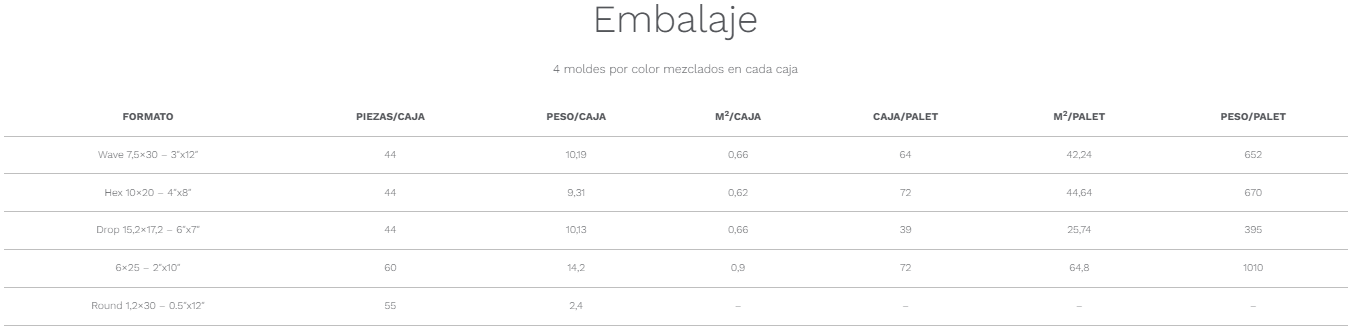 Embalaje
4 moldes por color mezclados en cada caja
FORMATO PIEZAS/CAJA PESO/CAJA M²/CAJA CAJA/PALET M²/PALET PESO/PALET
Wave 7,5×30 – 3"x12" 44 10,19 0,66 64 42,24 652
Hex 10×20 – 4"x8" 44 9,31 0,62 72 44,64 670
Drop 15,2×17,2 – 6"x7" 44 10,13 0,66 39 25,74 395
6×25 – 2"x10" 60 14,2 0,9 72 64,8 1010
Round 1,2×30 – 0.5"x12" 55 2,4 – – – –